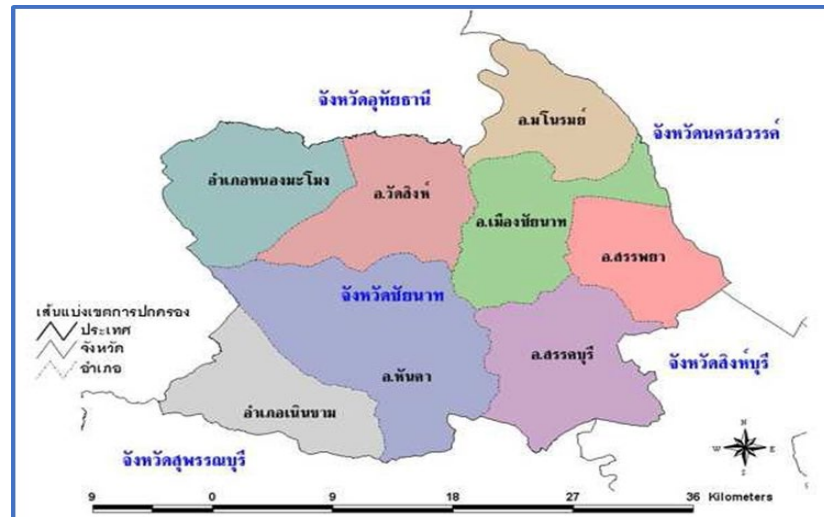 จังหวัดอุทัยธานี
อ.มโนรมย์
จังหวัดนครสวรรค์
อำเภอหนองมะโมง
อ.วัดสิงห์
อ.เมืองชัยนาท
อ.สรรพยา
จังหวัดชัยนาท
เส้นแบ่งเขตการปกครอง
ประเทศ
จังหวัด
อำเภอ
อ.สรรคบุรี
จังหวัดสิงห์บุรี
อ.หันคา
อำเภอเนินขาม
จังหวัดสุพรรณบุรี
N
W E
S
9 0 9 18 27 36 Kilometers